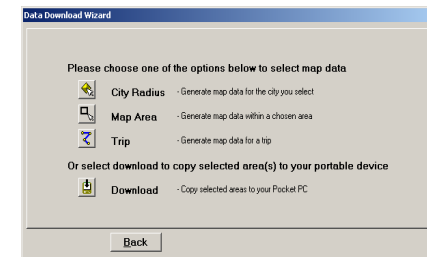 Data Download Wizard
Please choose one of the options below to select map data
City Radius - Generate map data for the city you select
Map Area - Generate map data within a chosen area
Trip - Generate map data for a trip
Or select download to copy selected area(s) to your portable device
Download - Copy selected areas to your Pocket PC
Back